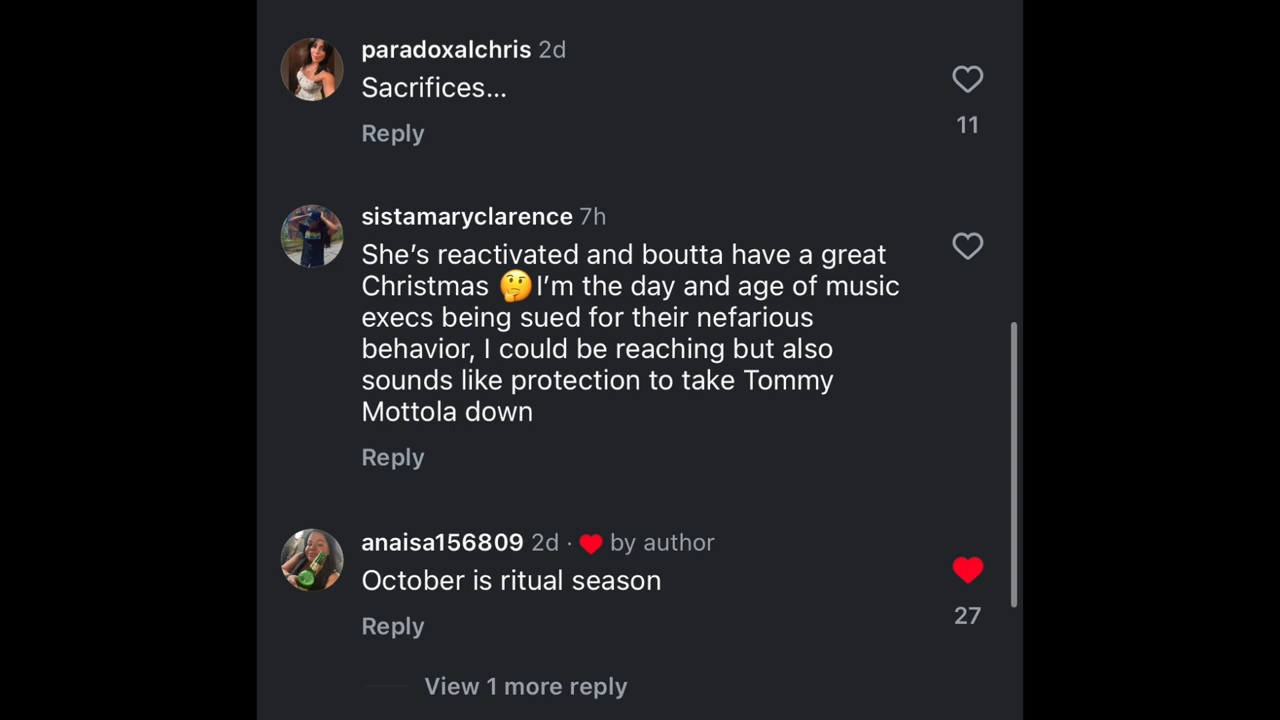 paradoxalchris 2d
Sacrifices...
11
Reply
sistamaryclarence 7h
She's reactivated and boutta have a great
Christmas 🤔I'm the day and age of music
execs being sued for their nefarious
behavior, I could be reaching but also
sounds like protection to take Tommy
Mottola down
Reply
anaisa156809 2d · ❤️ by author
October is ritual season
27
Reply
View 1 more reply